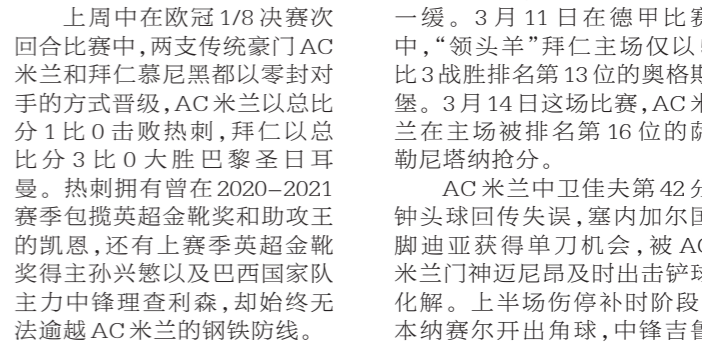 上周中在欧冠1/8决赛次
回合比赛中,两支传统豪门AC
米兰和拜仁慕尼黑都以零封对
手的方式晋级,AC米兰以总比
分1比0击败热刺,拜仁以总
比分3比0大胜巴黎圣日耳
曼。热刺拥有曾在2020–2021
赛季包揽英超金靴奖和助攻王
的凯恩,还有上赛季英超金靴
奖得主孙兴慜以及巴西国家队
主力中锋理查利森,却始终无
法逾越AC米兰的钢铁防线。
一缓。3月11日在德甲比赛
中,“领头羊”拜仁主场仅以5
比3战胜排名第13位的奥格斯
堡。3月14日这场比赛,AC米
兰在主场被排名第16位的萨
勒尼塔纳抢分。
AC米兰中卫佳夫第42分
钟头球回传失误,塞内加尔国
脚迪亚获得单刀机会,被AC
米兰门神迈尼昂及时出击铲球
化解。上半场伤停补时阶段
本纳赛尔开出角球,中锋吉鲁